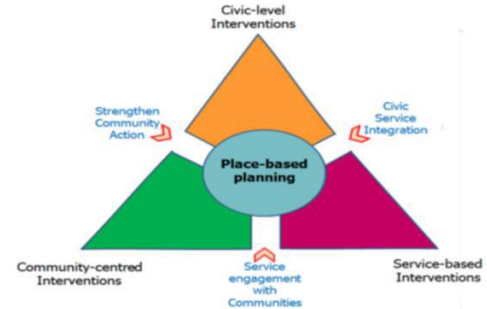 Civic-level
Interventions
Strengthen
Community
Action
Civic
Service
Integration
Place-based
planning
Community-centred
Interventions
Service
engagement
with
Communities
Service-based
Interventions